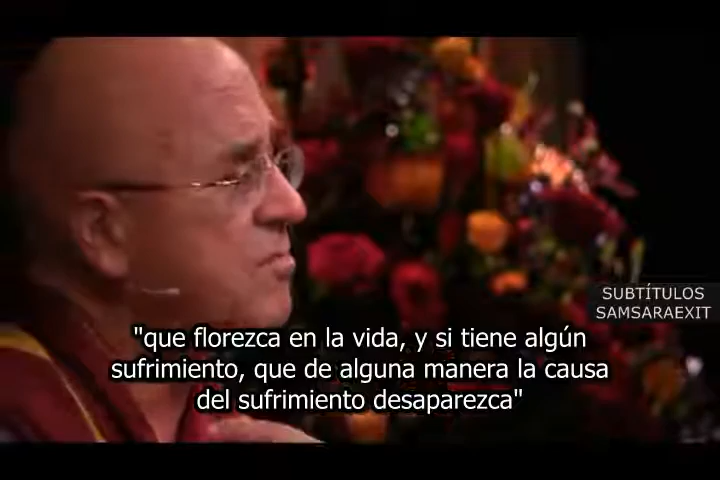 SUBTÍTULOS
SAMSARAEXIT
"que florezca en la vida, y si tiene algún
sufrimiento, que de alguna manera la causa
del sufrimiento desaparezca"